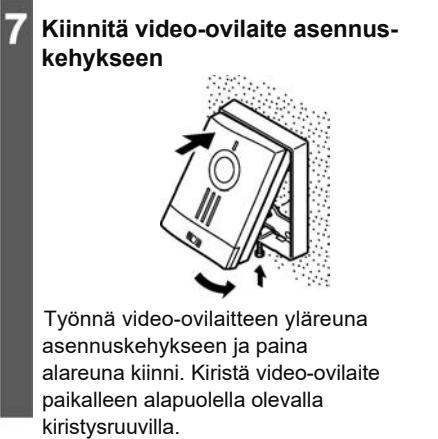 7 Kiinnitä video-ovilaite asennus-
kehykseen
Työnnä video-ovilaitteen yläreuna
asennuskehykseen ja paina
alareuna kiinni. Kiristä video-ovilaite
paikalleen alapuolella olevalla
kiristysruuvilla.